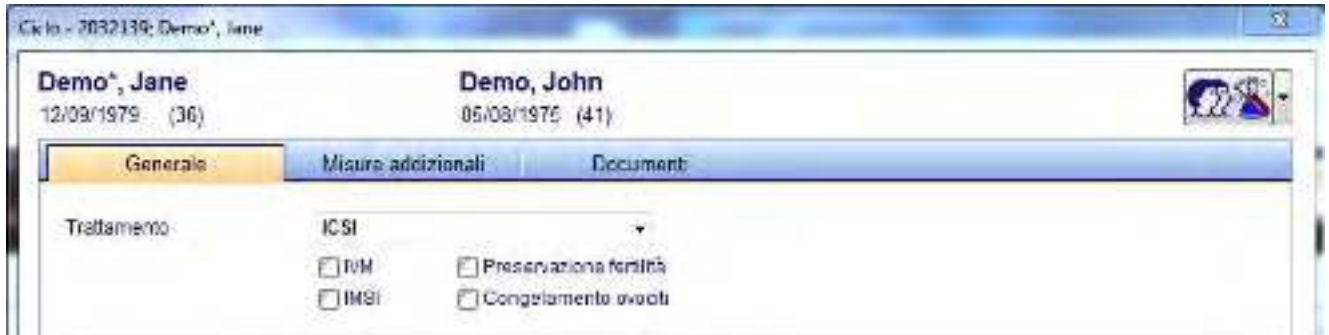 Ciclo - 2032139: Demo*, Jane
Demo*, Jane Demo, John
12/09/1979 (36) 05/08/1975 (41)
Generale Misure addizionali Documenti
Trattamento ICSI
IVM Preservazione fertilità
IMSI Congelamento ovociti